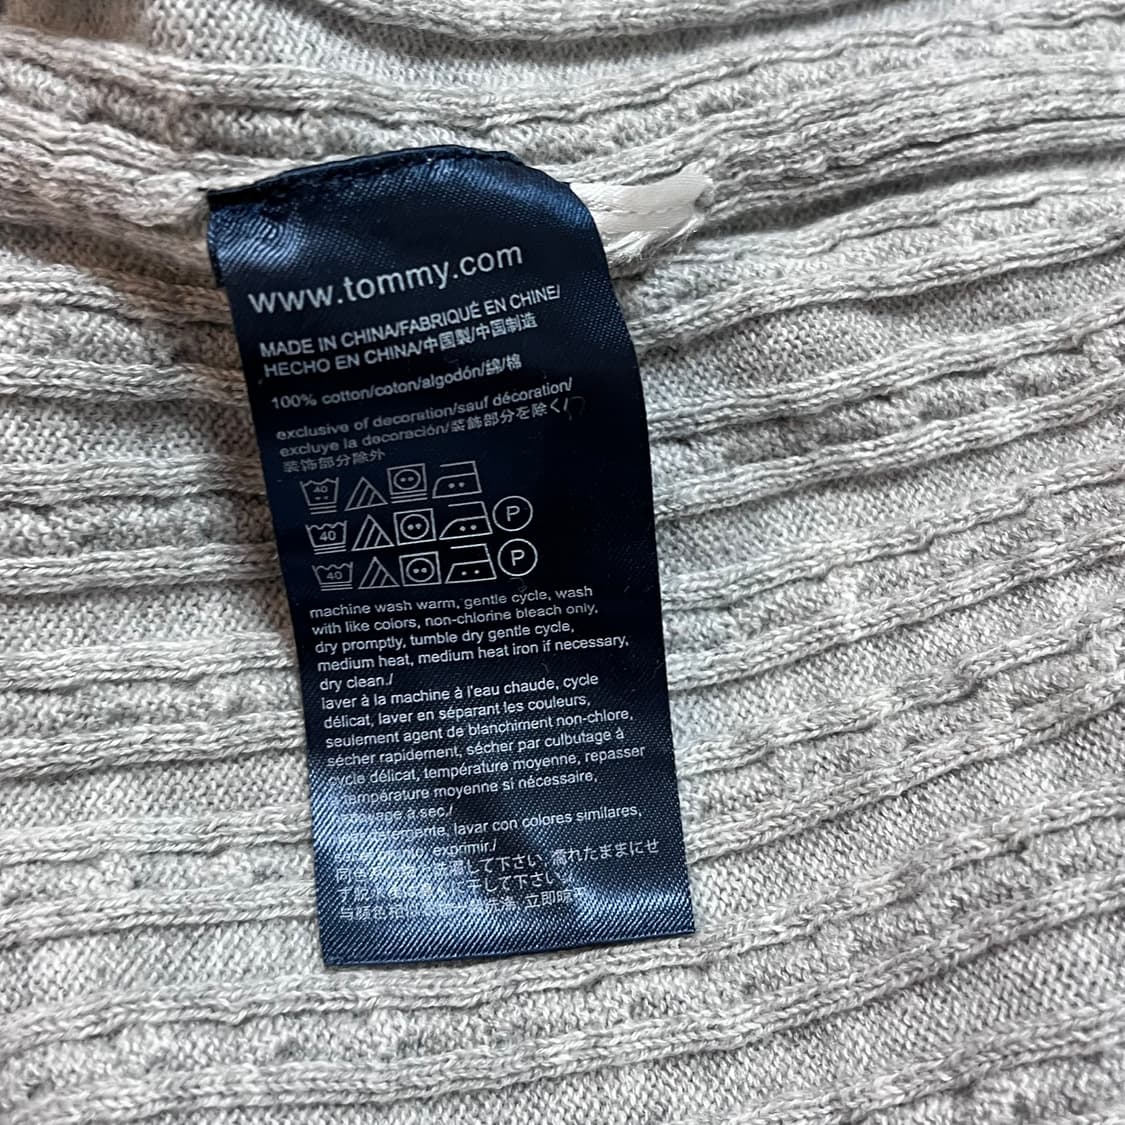 www.tommy.com
MADE IN CHINA/FABRIQUÉ EN CHINE/
HECHO EN CHINA/中国製/中国制造
100% cotton/coton/algodón/綿/棉
exclusive of decoration/sauf décoration/
excluye la decoración/装飾部分を除く/
装饰部分除外
40
40 P
40 P
machine wash warm, gentle cycle, wash
with like colors, non-chlorine bleach only,
dry promptly, tumble dry gentle cycle,
medium heat, medium heat iron if necessary,
dry clean./
laver à la machine à l'eau chaude, cycle
délicat, laver en séparant les couleurs,
seulement agent de blanchiment non-chlore,
sécher rapidement, sécher par culbutage à
cycle délicat, température moyenne, repasser
température moyenne si nécessaire,
à sec./
lavar con colores similares,
exprimir./
洗濯して下さい 濡れたままにせ
干して下さい
立即